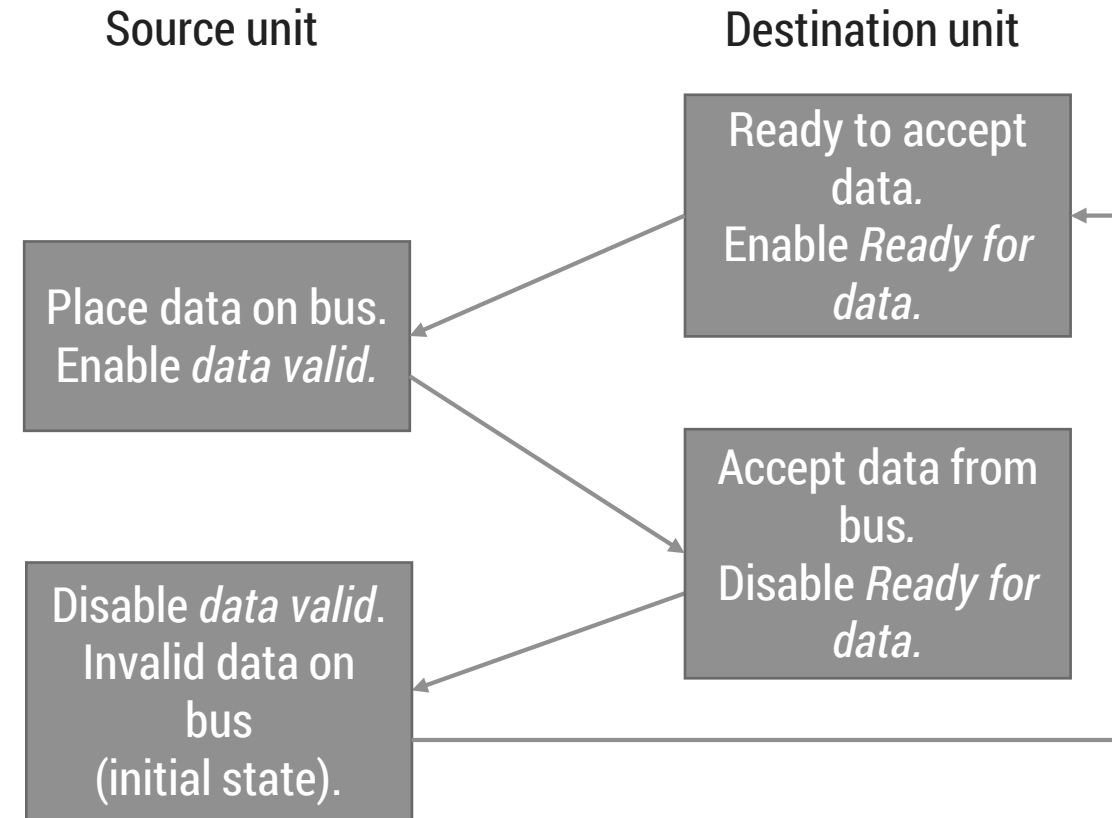 Source unit
Destination unit
Ready to accept
data.
Enable Ready for
data.
Place data on bus.
Enable data valid.
Accept data from
bus.
Disable Ready for
data.
Disable data valid.
Invalid data on
bus
(initial state).